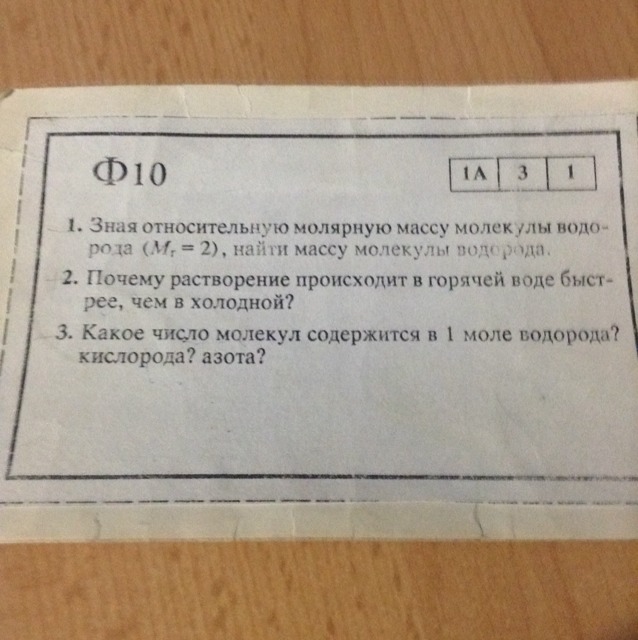 Ф10
1А 3 1
1. Зная относительную молярную массу молекулы водо-
рода (Mᵣ = 2), найти массу молекулы водорода.
2. Почему растворение происходит в горячей воде быст-
рее, чем в холодной?
3. Какое число молекул содержится в 1 моле водорода?
кислорода? азота?